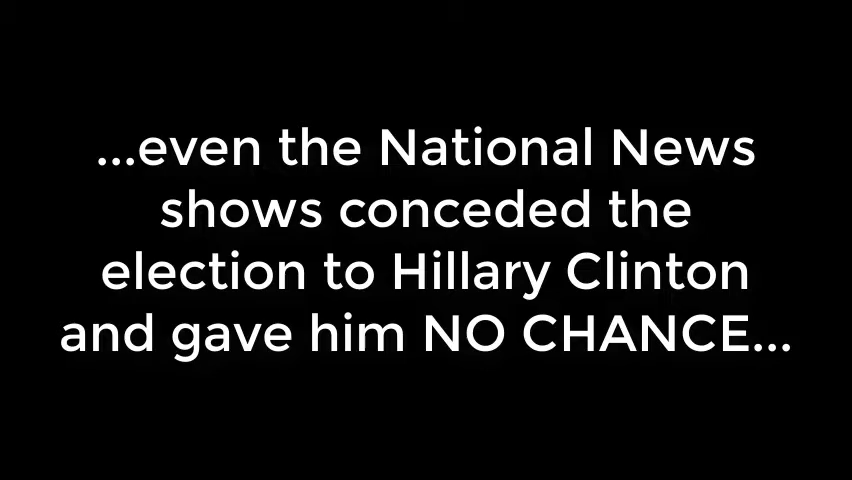 ...even the National News
shows conceded the
election to Hillary Clinton
and gave him NO CHANCE...